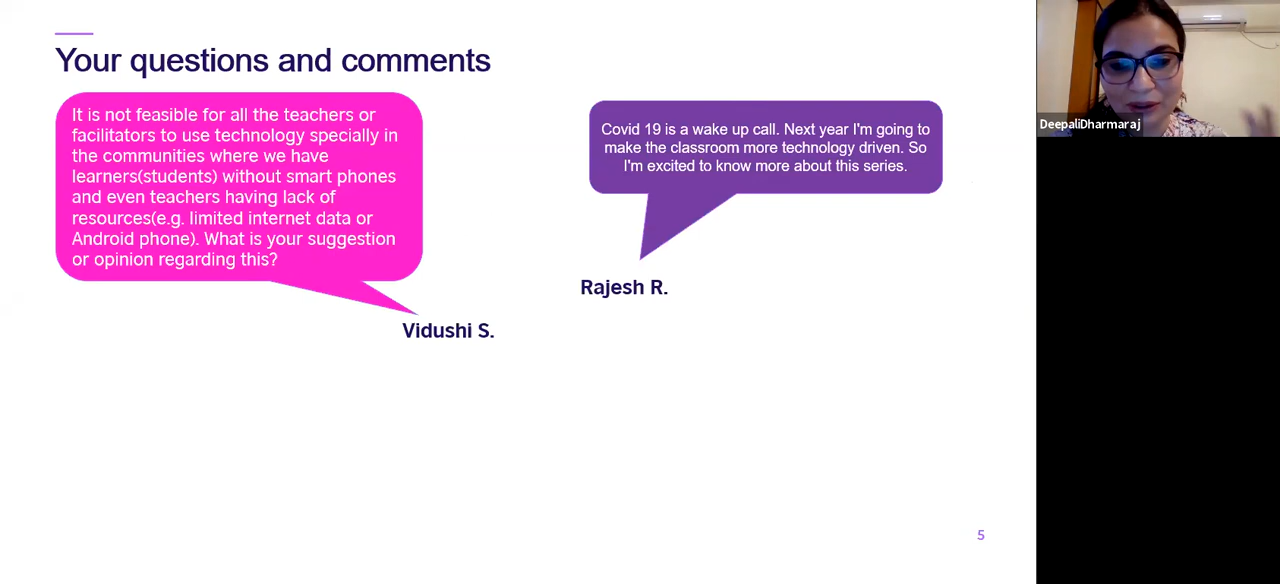 Your questions and comments
It is not feasible for all the teachers or
facilitators to use technology specially in
the communities where we have
learners(students) without smart phones
and even teachers having lack of
resources(e.g. limited internet data or
Android phone). What is your suggestion
or opinion regarding this?
Vidushi S.
Covid 19 is a wake up call. Next year I'm going to
make the classroom more technology driven. So
I'm excited to know more about this series.
Rajesh R.
5
DeepaliDharmaraj